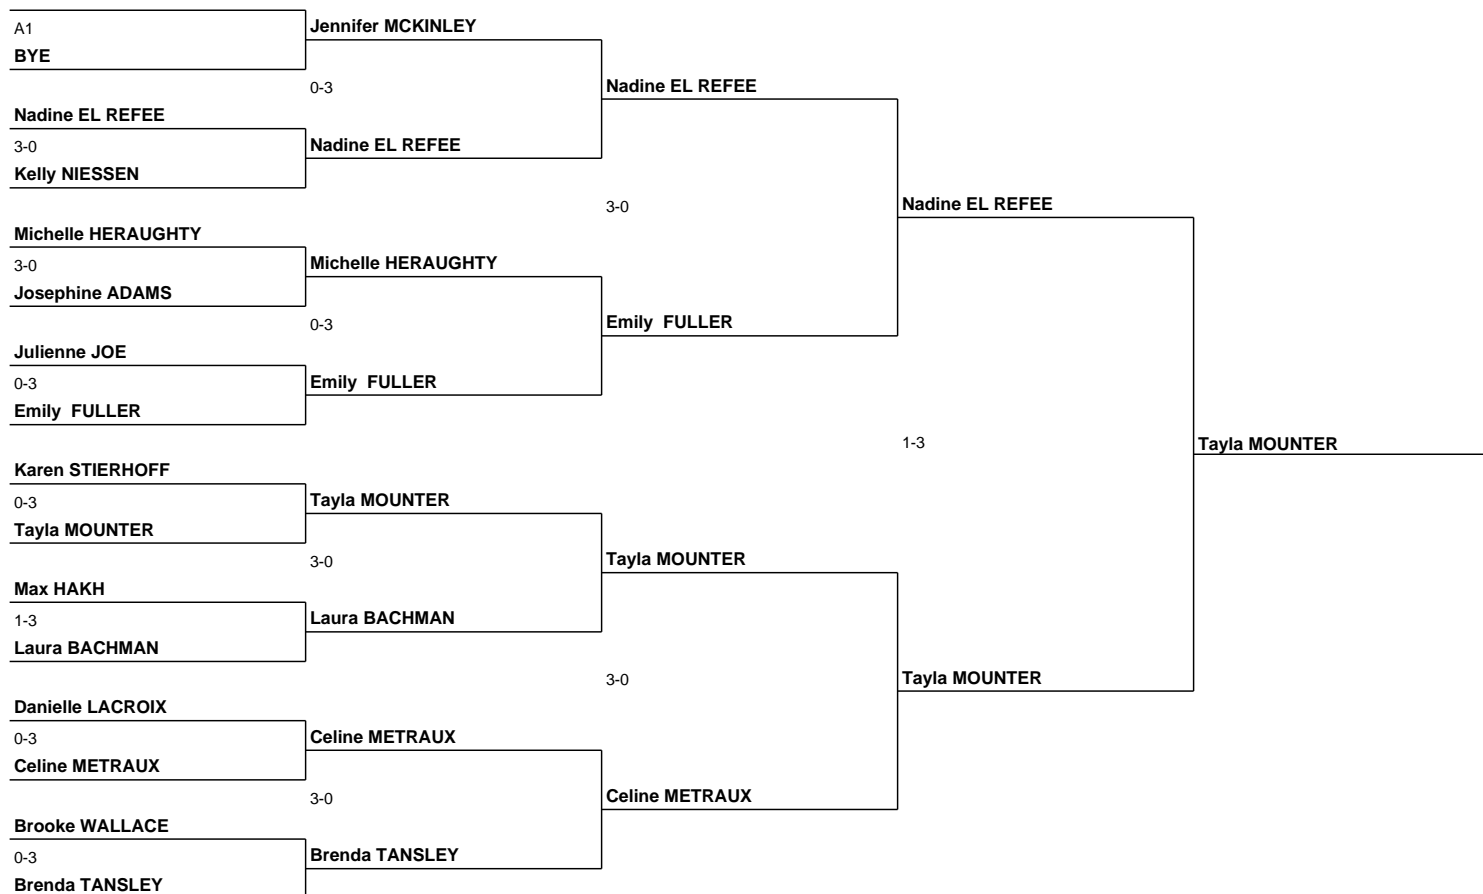 A1
BYE
Nadine EL REFEE
3-0
Kelly NIESSEN
Michelle HERAUGHTY
3-0
Josephine ADAMS
Julienne JOE
0-3
Emily  FULLER
Karen STIERHOFF
0-3
Tayla MOUNTER
Max HAKH
1-3
Laura BACHMAN
Danielle LACROIX
0-3
Celine METRAUX
Brooke WALLACE
0-3
Brenda TANSLEY
Jennifer MCKINLEY
0-3
Nadine EL REFEE
Michelle HERAUGHTY
0-3
Emily  FULLER
Tayla MOUNTER
3-0
Laura BACHMAN
Celine METRAUX
3-0
Brenda TANSLEY
Nadine EL REFEE
3-0
Emily  FULLER
Tayla MOUNTER
3-0
Celine METRAUX
Nadine EL REFEE
1-3
Tayla MOUNTER
Tayla MOUNTER